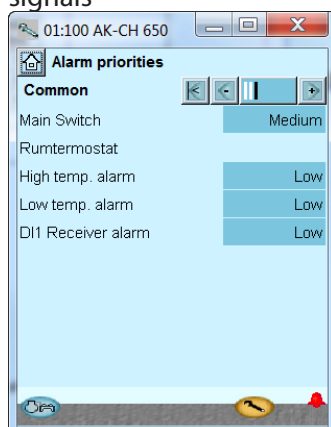 signals
01:100 AK-CH 650
Alarm priorities
Common
Main Switch Medium
Rumtermostat
High temp. alarm Low
Low temp. alarm Low
DI1 Receiver alarm Low